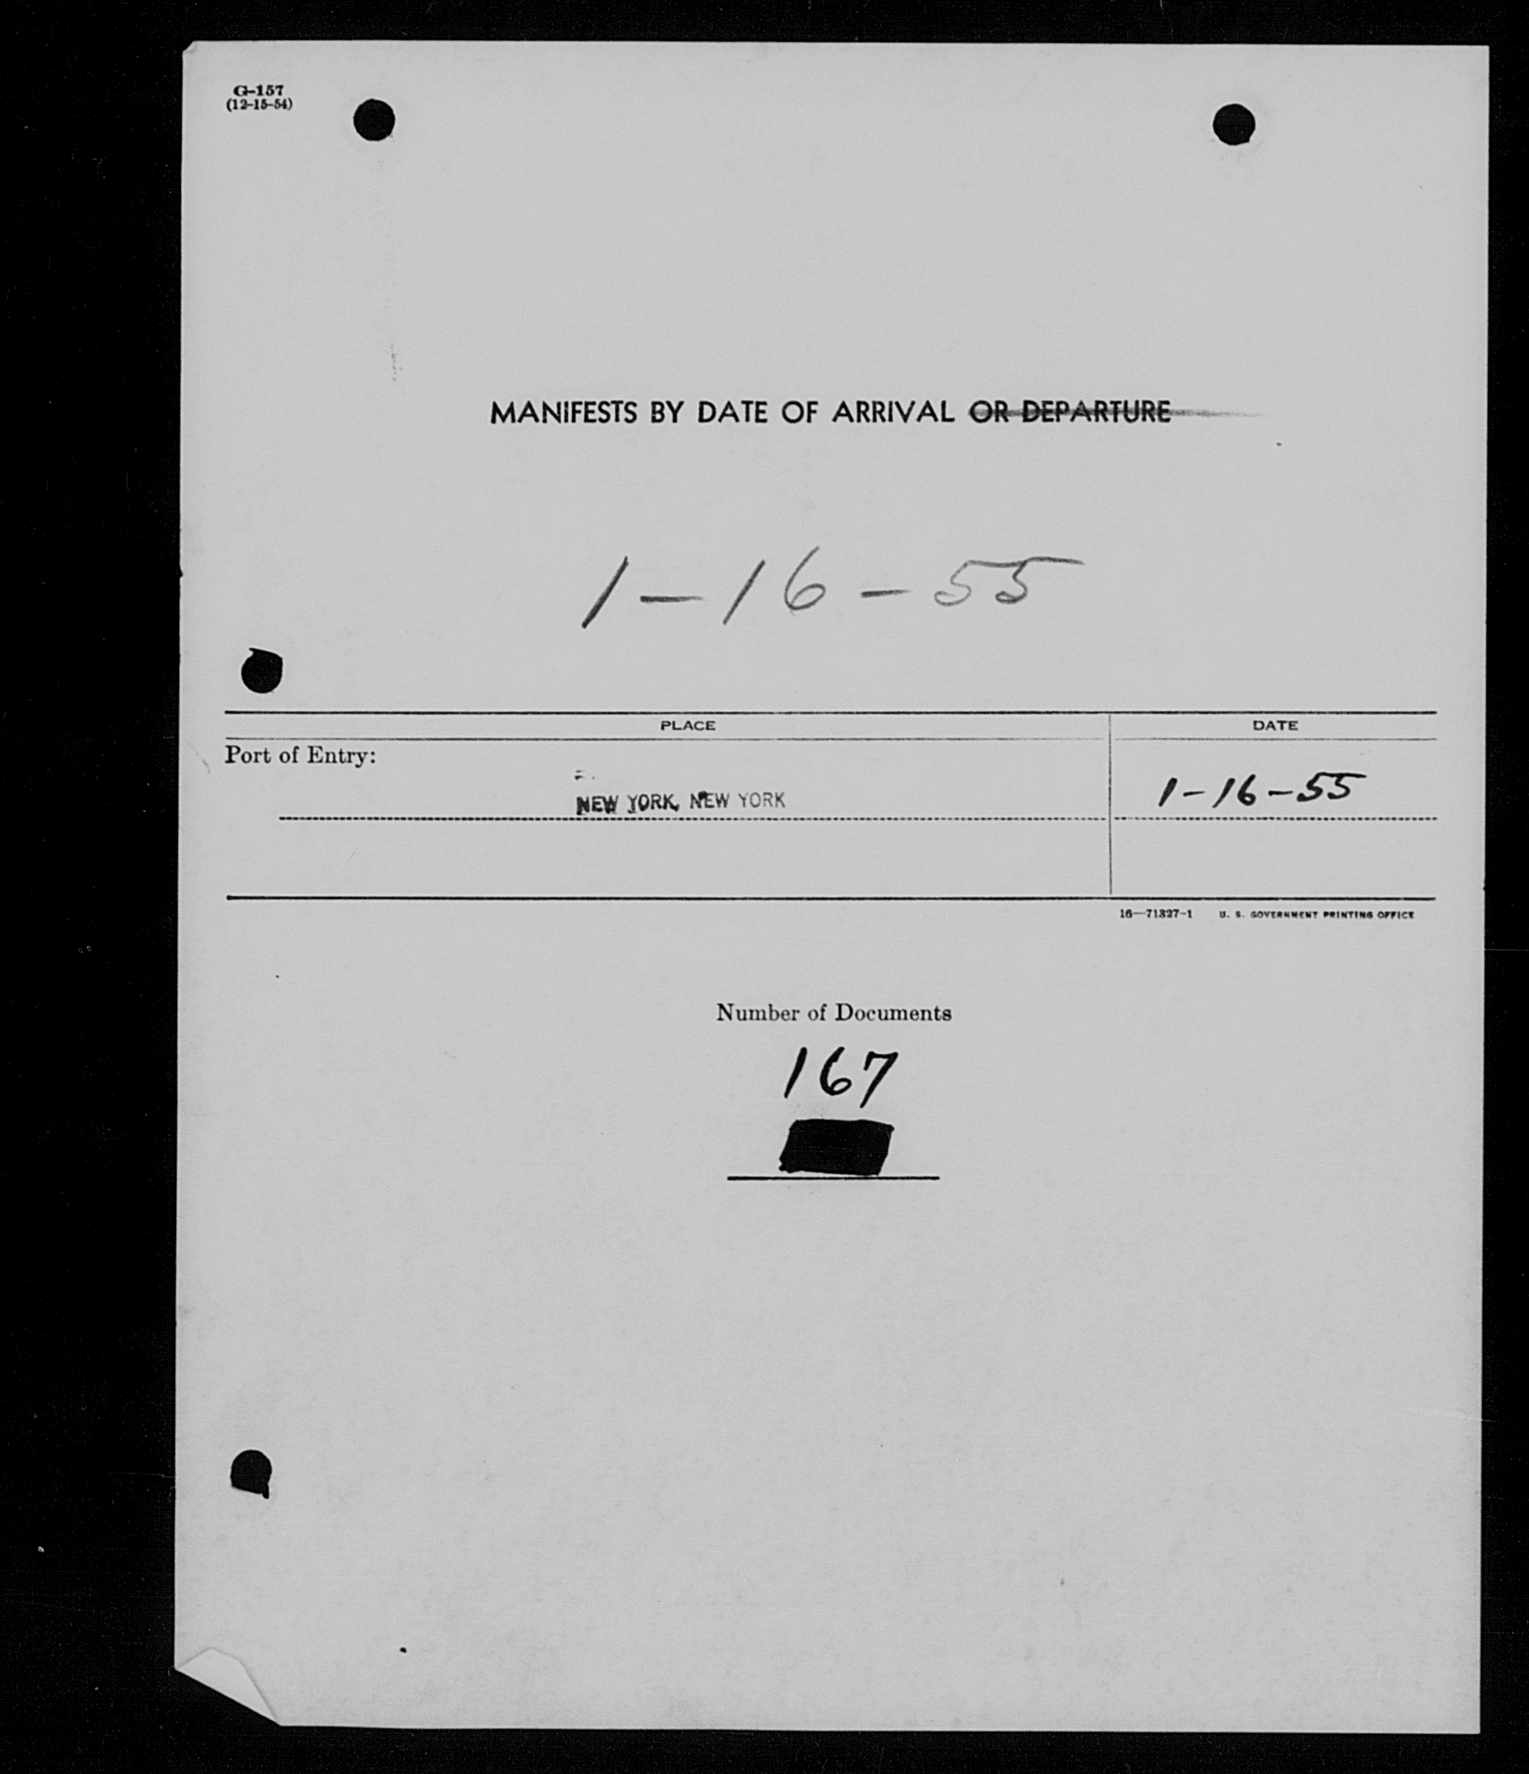 G-157
(12-15-54)
MANIFESTS BY DATE OF ARRIVAL OR DEPARTURE
1-16-55
PLACE DATE
Port of Entry:
NEW YORK, NEW YORK 1-16-55
16—71327-1 U. S. GOVERNMENT PRINTING OFFICE
Number of Documents
167